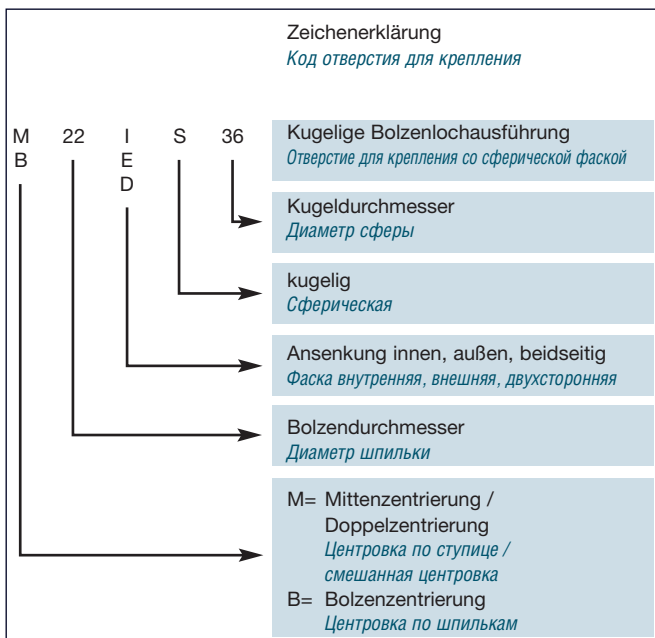 Zeichenerklärung
Код отверстия для крепления
M 22 I S 36
B E
D
Kugelige Bolzenlochausführung
Отверстие для крепления со сферической фаской
Kugeldurchmesser
Диаметр сферы
kugelig
Сферическая
Ansenkung innen, außen, beidseitig
Фаска внутренняя, внешняя, двухсторонняя
Bolzendurchmesser
Диаметр шпильки
M= Mittenzentrierung /
Doppelzentrierung
Центровка по ступице /
смешанная центровка
B= Bolzenzentrierung
Центровка по шпилькам